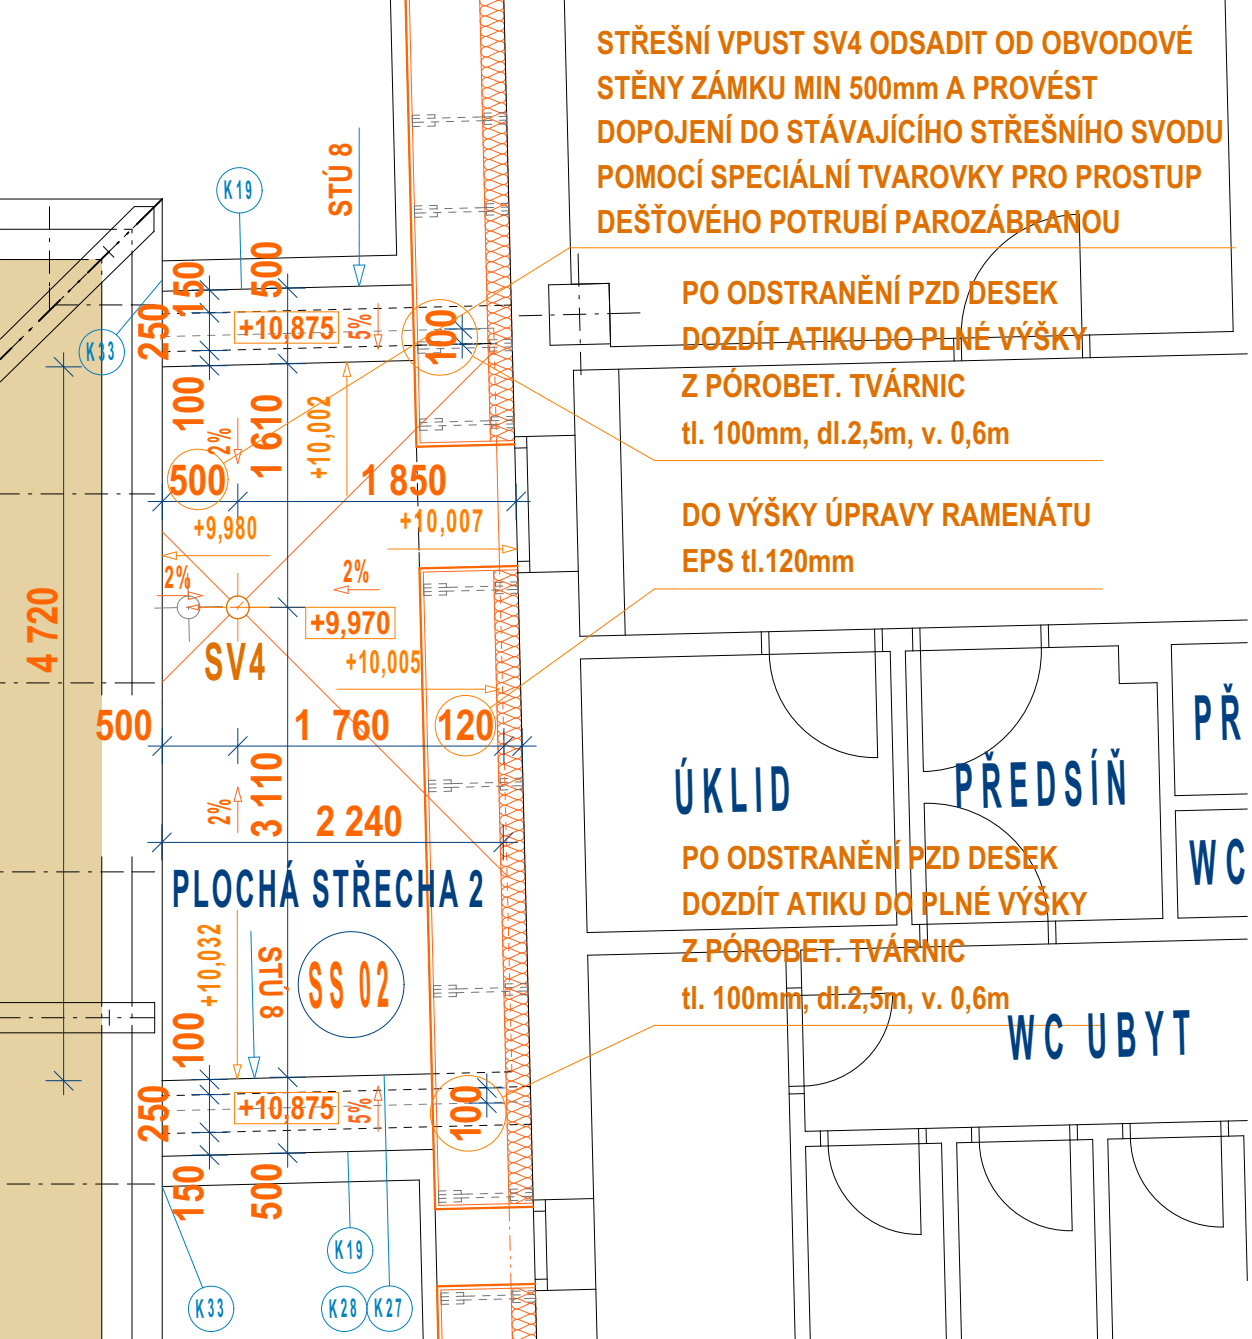 STŘEŠNÍ VPUST SV4 ODSADIT OD OBVODOVÉ
STĚNY ZÁMKU MIN 500mm A PROVÉST
DOPOJENÍ DO STÁVAJÍCÍHO STŘEŠNÍHO SVODU
POMOCÍ SPECIÁLNÍ TVAROVKY PRO PROSTUP
DEŠŤOVÉHO POTRUBÍ PAROZÁBRANOU
K19
STÚ 8
150
500
250
+10,875
5%
100
K33
PO ODSTRANĚNÍ PZD DESEK
DOZDÍT ATIKU DO PLNÉ VÝŠKY
Z PÓROBET. TVÁRNIC
tl. 100mm, dl.2,5m, v. 0,6m
100
2%
1 610
+10,002
500
1 850
+9,980
+10,007
DO VÝŠKY ÚPRAVY RAMENÁTU
EPS tl.120mm
2%
2%
+9,970
SV4
+10,005
4 720
500
1 760
120
PŘ
ÚKLID
PŘEDSÍŇ
2%
3 110
2 240
WC
PLOCHÁ STŘECHA 2
PO ODSTRANĚNÍ PZD DESEK
DOZDÍT ATIKU DO PLNÉ VÝŠKY
Z PÓROBET. TVÁRNIC
tl. 100mm, dl.2,5m, v. 0,6m
+10,032
STÚ 8
SS 02
WC UBYT
100
250
+10,875
5%
100
150
500
K19
K33
K28
K27